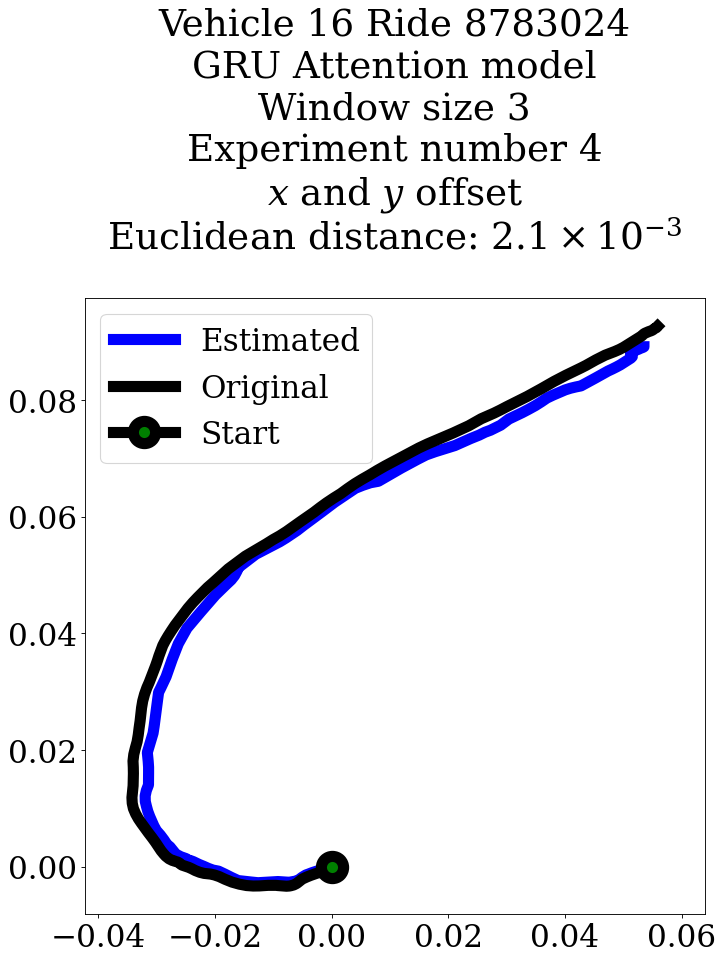 Vehicle 16 Ride 8783024
GRU Attention model
Window size 3
Experiment number 4
x and y offset
Euclidean distance: 2.1 × 10⁻³
Estimated
Original
Start
0.08
0.06
0.04
0.02
0.00
−0.04 −0.02 0.00 0.02 0.04 0.06